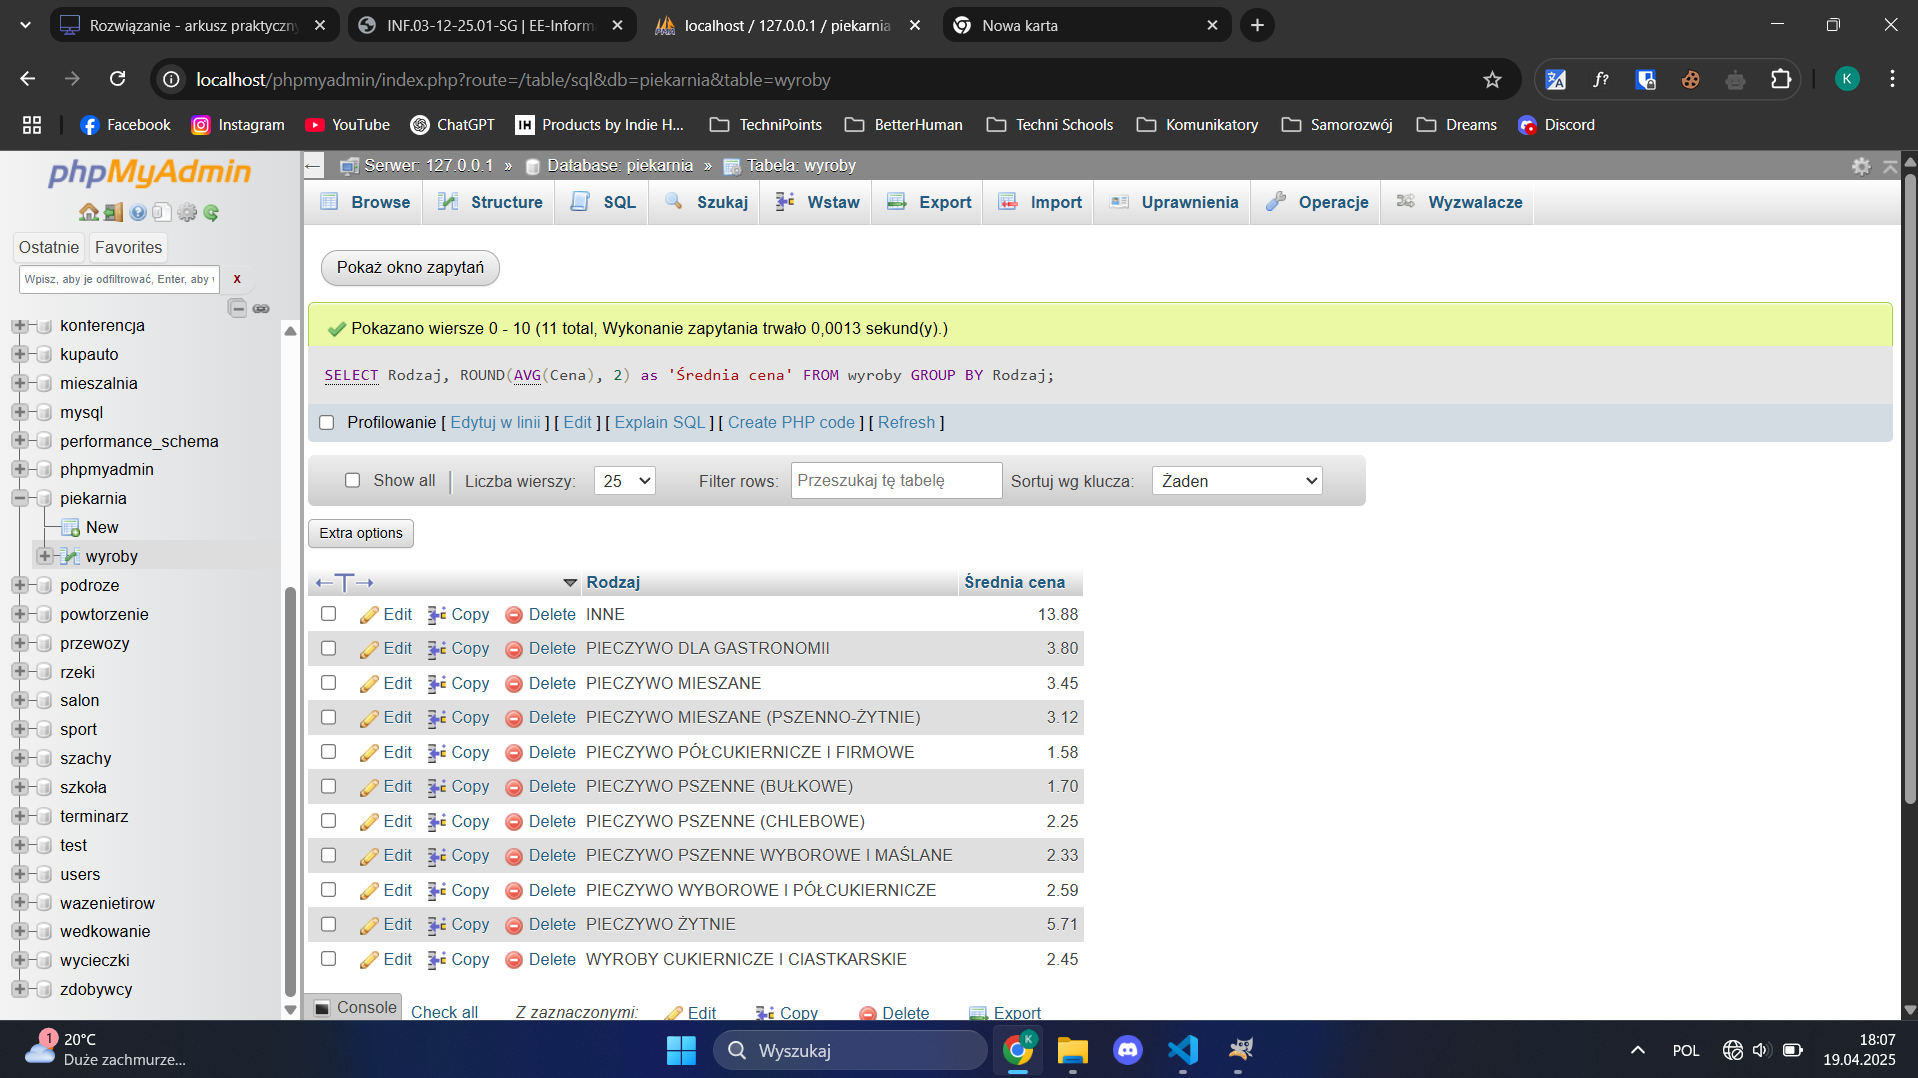 Rozwiązanie - arkusz praktyczn
INF.03-12-25.01-SG | EE-Inform
localhost / 127.0.0.1 / piekarnia
Nowa karta
localhost/phpmyadmin/index.php?route=/table/sql&db=piekarnia&table=wyroby
K
Facebook
Instagram
YouTube
ChatGPT
IH Products by Indie H...
TechniPoints
BetterHuman
Techni Schools
Komunikatory
Samorozwój
Dreams
Discord
phpMyAdmin
Ostatnie
Favorites
Wpisz, aby je odfiltrować, Enter, aby w
X
konferencja
kupauto
mieszalnia
mysql
performance_schema
phpmyadmin
piekarnia
New
wyroby
podroze
powtorzenie
przewozy
rzeki
salon
sport
szachy
szkoła
terminarz
test
users
wazenietirow
wedkowanie
wycieczki
zdobywcy
Serwer: 127.0.0.1 » Database: piekarnia » Tabela: wyroby
Browse
Structure
SQL
Szukaj
Wstaw
Export
Import
Uprawnienia
Operacje
Wyzwalacze
Pokaż okno zapytań
Pokazano wiersze 0 - 10 (11 total, Wykonanie zapytania trwało 0,0013 sekund(y).)
SELECT Rodzaj, ROUND(AVG(Cena), 2) as 'Średnia cena' FROM wyroby GROUP BY Rodzaj;
Profilowanie [ Edytuj w linii ] [ Edit ] [ Explain SQL ] [ Create PHP code ] [ Refresh ]
Show all | Liczba wierszy: 25 Filter rows: Przeszukaj tę tabelę Sortuj wg klucza: Żaden
Extra options
Rodzaj Średnia cena
Edit Copy Delete INNE 13.88
Edit Copy Delete PIECZYWO DLA GASTRONOMII 3.80
Edit Copy Delete PIECZYWO MIESZANE 3.45
Edit Copy Delete PIECZYWO MIESZANE (PSZENNO-ŻYTNIE) 3.12
Edit Copy Delete PIECZYWO PÓŁCUKIERNICZE I FIRMOWE 1.58
Edit Copy Delete PIECZYWO PSZENNE (BUŁKOWE) 1.70
Edit Copy Delete PIECZYWO PSZENNE (CHLEBOWE) 2.25
Edit Copy Delete PIECZYWO PSZENNE WYBOROWE I MAŚLANE 2.33
Edit Copy Delete PIECZYWO WYBOROWE I PÓŁCUKIERNICZE 2.59
Edit Copy Delete PIECZYWO ŻYTNIE 5.71
Edit Copy Delete WYROBY CUKIERNICZE I CIASTKARSKIE 2.45
Console
Check all Z zaznaczonymi: Edit Copy Delete Export
1
20°C
Duże zachmurze...
Wyszukaj
K
POL
18:07
19.04.2025